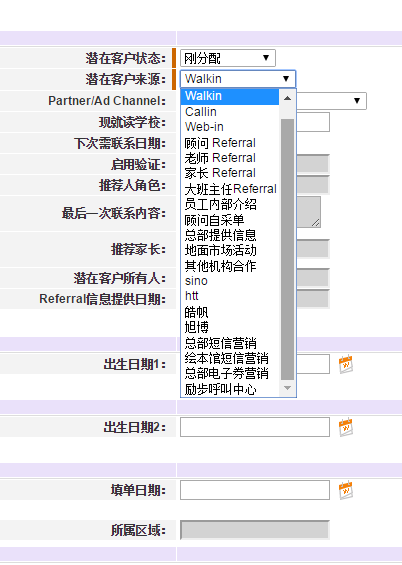 潜在客户状态： 刚分配
潜在客户来源： Walkin
Partner/Ad Channel：
Walkin
Callin
Web-in
顾问 Referral
老师 Referral
家长 Referral
大班主任Referral
员工内部介绍
顾问自采单
总部提供信息
地面市场活动
其他机构合作
sino
htt
皓帆
旭博
总部短信营销
绘本馆短信营销
总部电子券营销
励步呼叫中心
现就读学校：
下次需联系日期：
启用验证：
推荐人角色：
最后一次联系内容：
推荐家长：
潜在客户所有人：
Referral信息提供日期：
出生日期1：
出生日期2：
填单日期：
所属区域：